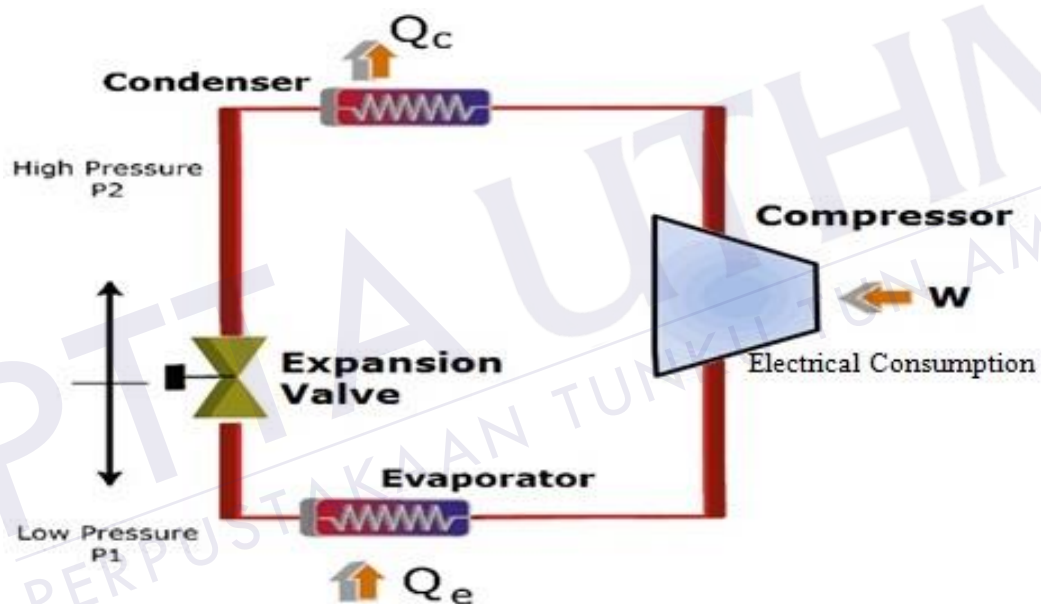 Qc
Condenser
High Pressure
P2
Compressor
W
Electrical Consumption
Expansion
Valve
Evaporator
Low Pressure
P1
Qe
PTTA UTHM
PERPUSTAKAAN TUNKU TUN AM